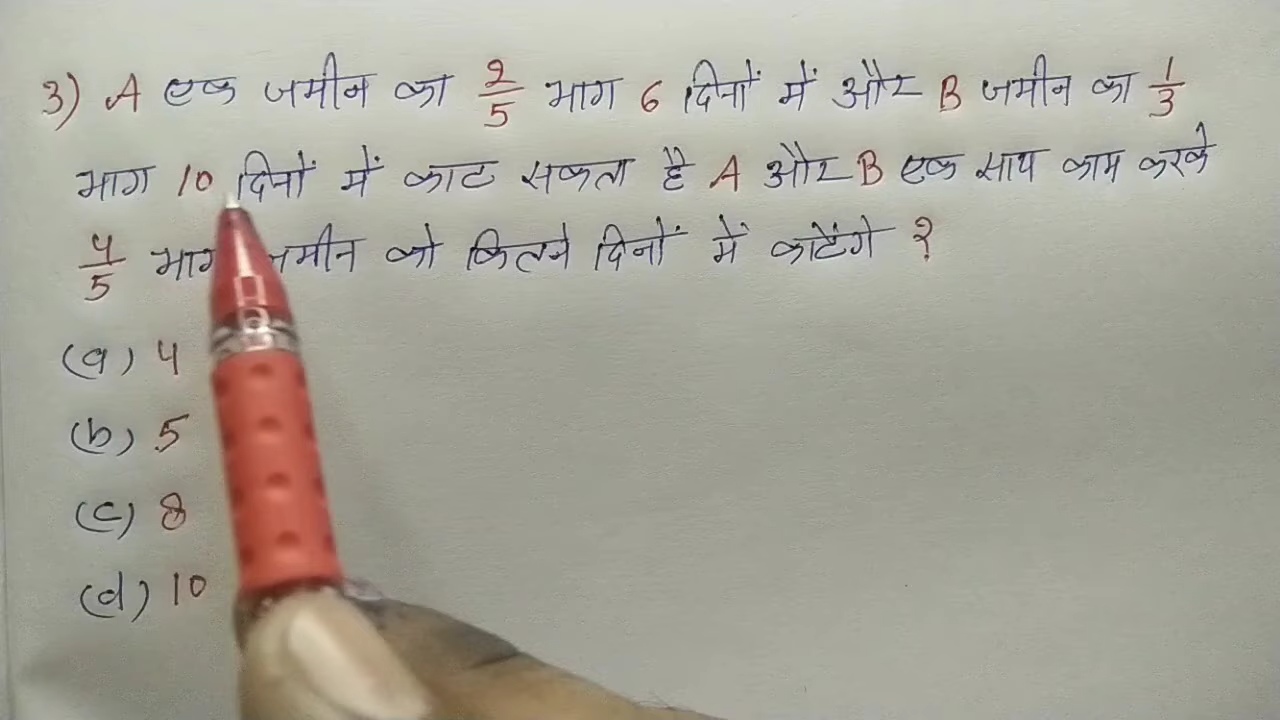 3) A एक जमीन का 2/5 भाग 6 दिनों में और B जमीन का 1/3
भाग 10 दिनों में काट सकता है A और B एक साथ काम करके
4/5 भाग जमीन को कितने दिनों में काटेंगे ?
(a) 4
(b) 5
(c) 8
(d) 10